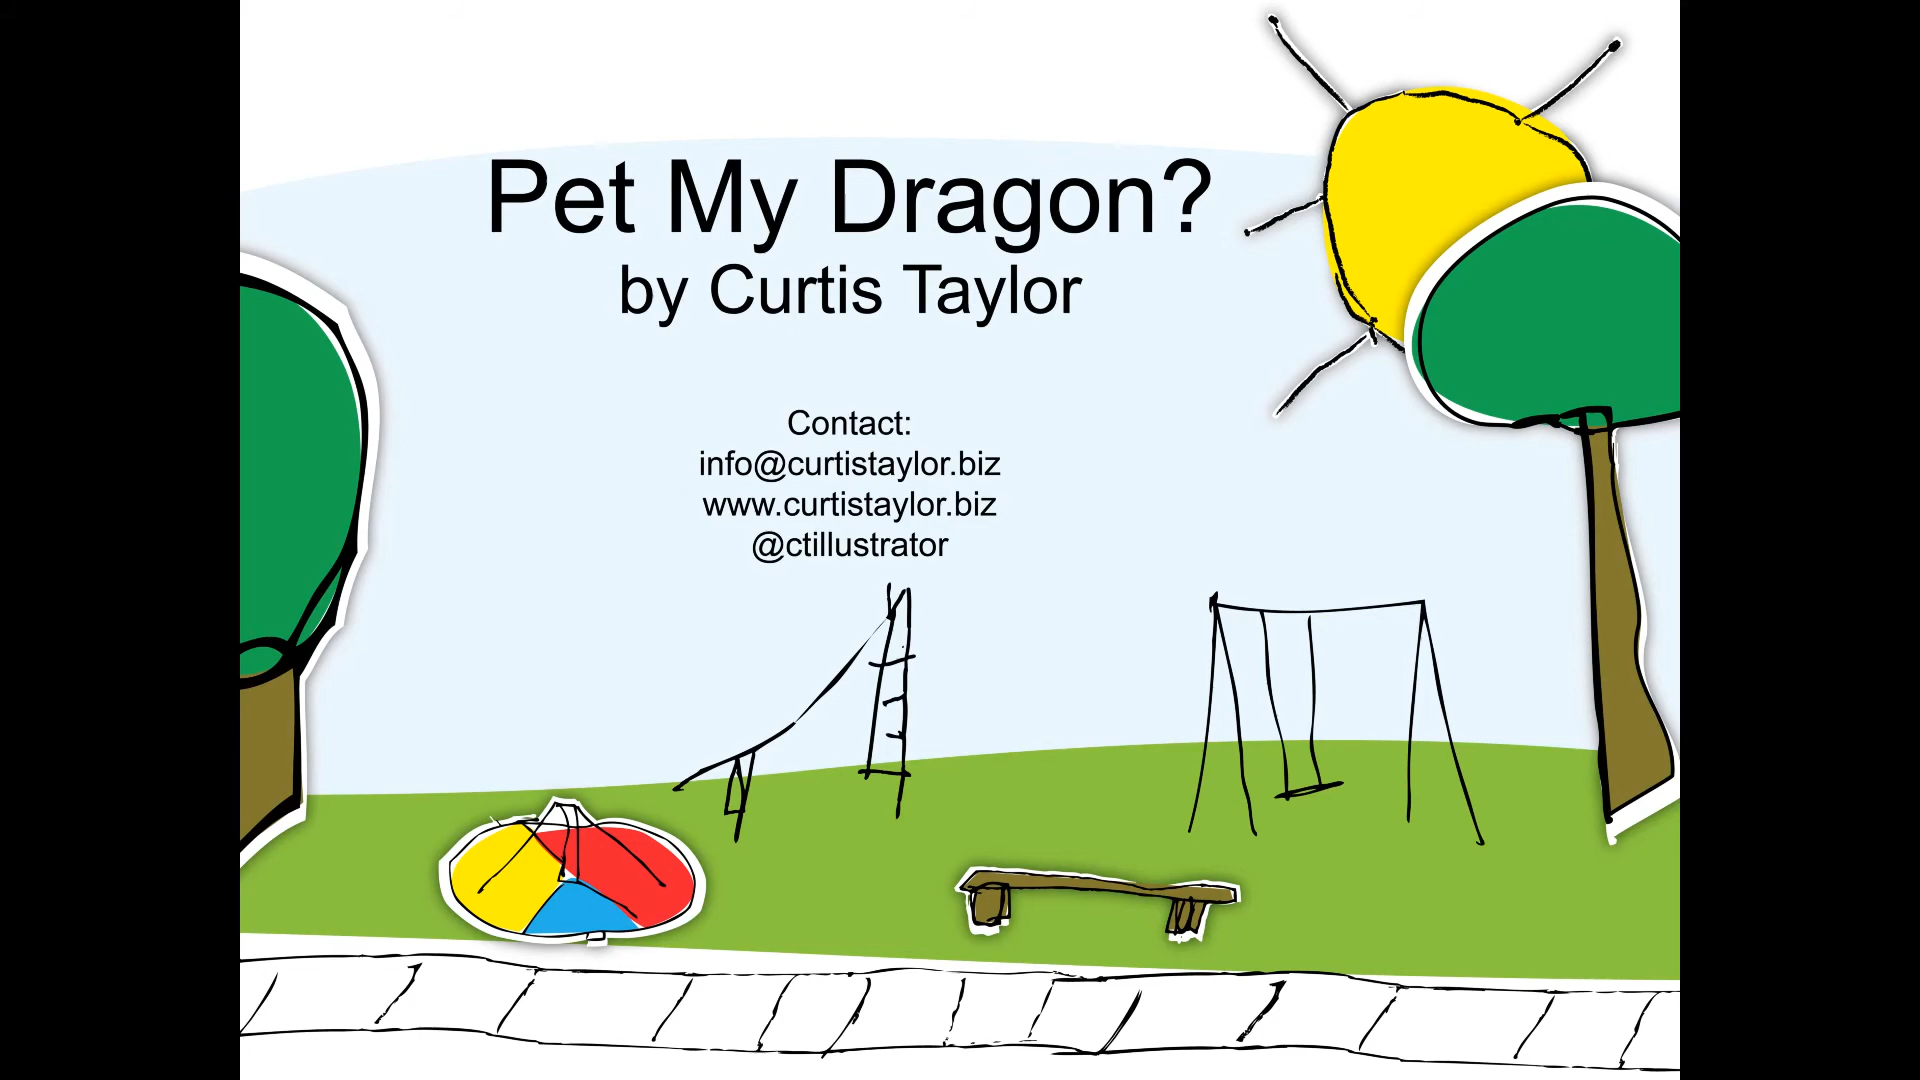 Pet My Dragon?
by Curtis Taylor
Contact:
info@curtistaylor.biz
www.curtistaylor.biz
@ctillustrator